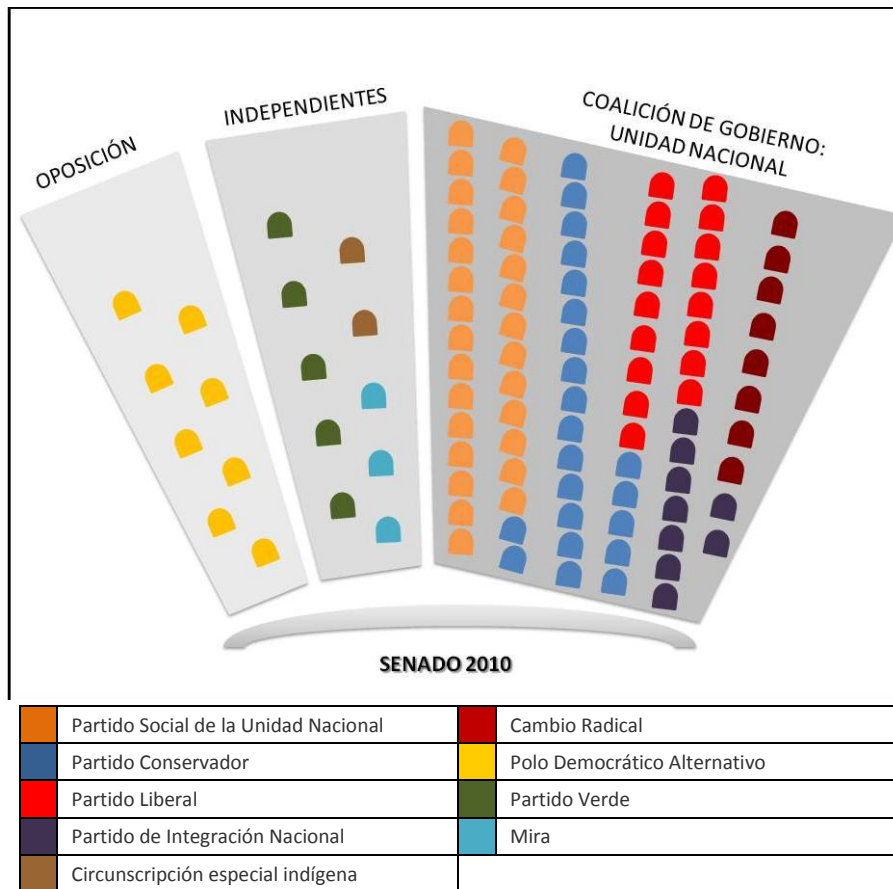 OPOSICIÓN
INDEPENDIENTES
COALICIÓN DE GOBIERNO:
UNIDAD NACIONAL
SENADO 2010
Partido Social de la Unidad Nacional
Cambio Radical
Partido Conservador
Polo Democrático Alternativo
Partido Liberal
Partido Verde
Partido de Integración Nacional
Mira
Circunscripción especial indígena